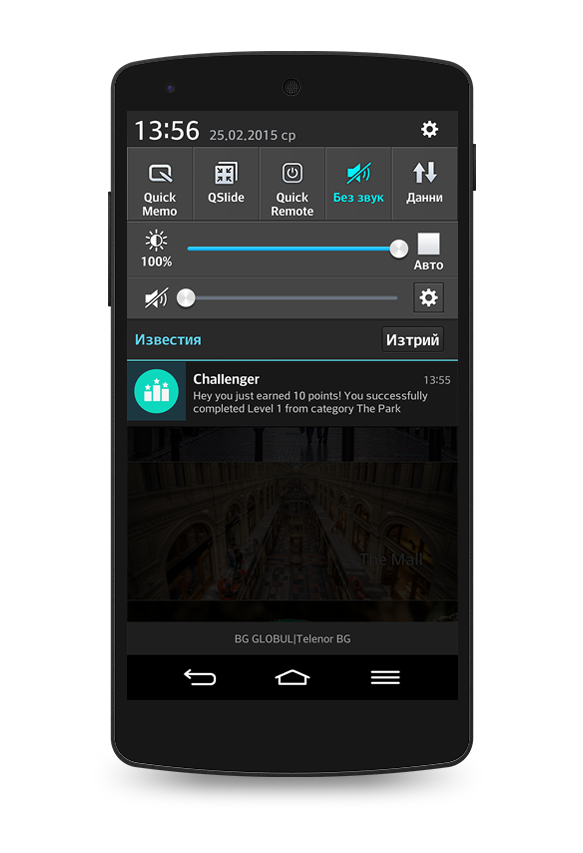 13:56 25.02.2015 ср
Quick
Memo
QSlide
Quick
Remote
Без звук
Данни
100%
Авто
Известия
Изтрий
Challenger
13:55
Hey you just earned 10 points! You successfully
completed Level 1 from category The Park
The Mall
BG GLOBUL|Telenor BG